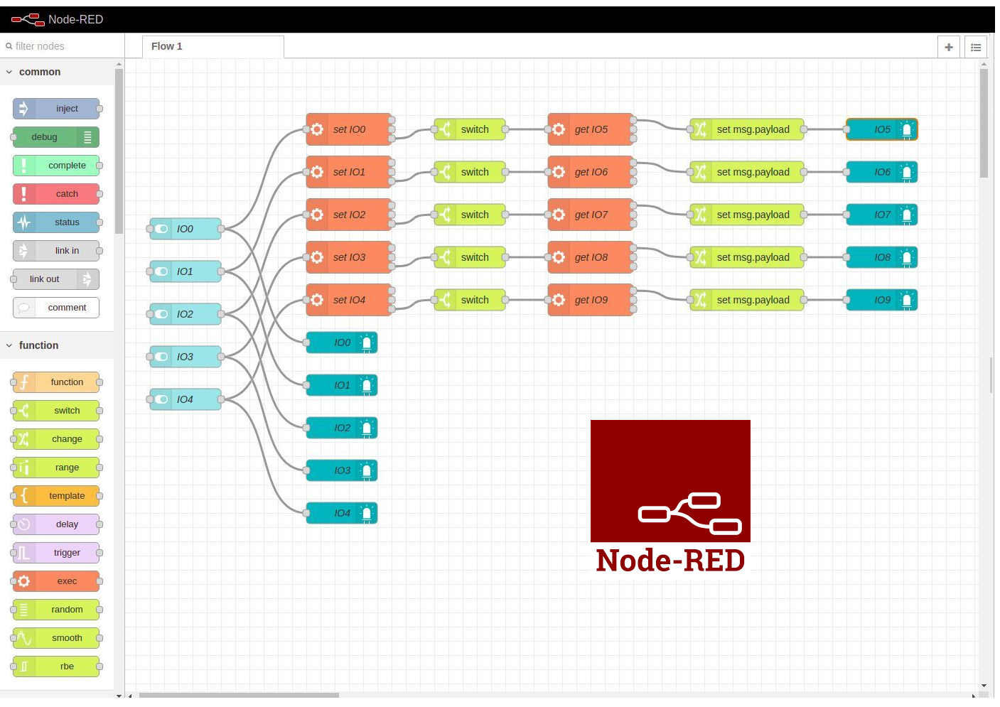 Node-RED
filter nodes
Flow 1
common
inject
debug
complete
catch
status
link in
link out
comment
function
function
switch
change
range
template
delay
trigger
exec
random
smooth
rbe
set IO0 switch get IO5 set msg.payload IO5
set IO1 switch get IO6 set msg.payload IO6
set IO2 switch get IO7 set msg.payload IO7
set IO3 switch get IO8 set msg.payload IO8
set IO4 switch get IO9 set msg.payload IO9
IO0
IO1
IO2
IO3
IO4
IO0
IO1
IO2
IO3
IO4
Node-RED